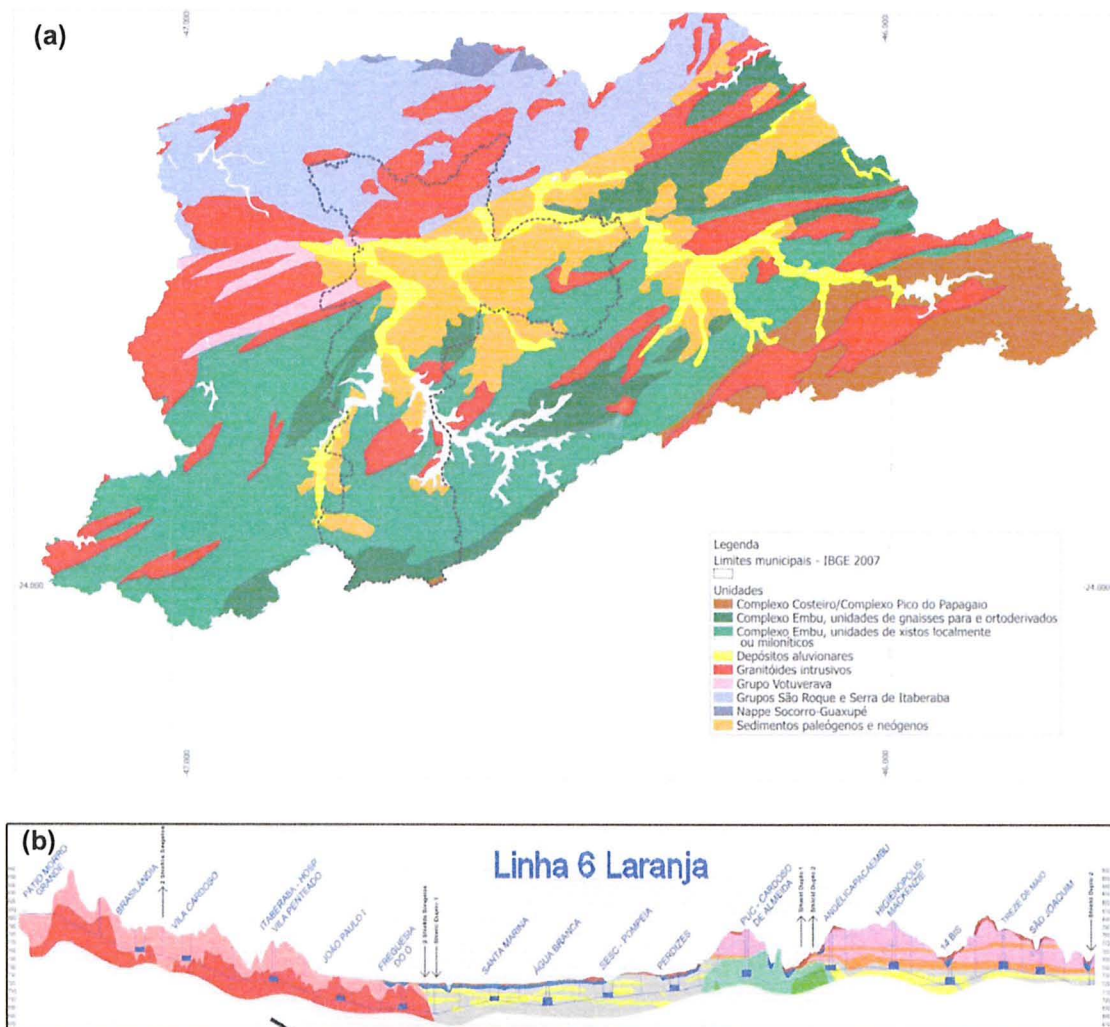 (a)
-47.000
-46.000
24.000
-24.000
Legenda
Limites municipais - IBGE 2007
Unidades
Complexo Costeiro/Complexo Pico do Papagaio
Complexo Embu, unidades de gnaisses para e ortoderivados
Complexo Embu, unidades de xistos localmente
ou miloníticos
Depósitos aluvionares
Granitóides intrusivos
Grupo Votuverava
Grupos São Roque e Serra de Itaberaba
Nappe Socorro-Guaxupé
Sedimentos paleógenos e neógenos
-47.000
-46.000
(b)
Linha 6 Laranja
PÁTIO MORRO
GRANDE
BRASILÂNDIA
VILA CARDOSO
ITABERABA - HOSP
VILA PENTEADO
JOÃO PAULO I
FREGUESIA
DO Ó
SANTA MARINA
ÁGUA BRANCA
SESC - POMPEIA
PERDIZES
PUC - CARDOSO
DE ALMEIDA
ANGÉLICA/PACAEMBU
HIGIENÓPOLIS -
MACKENZIE
14 BIS
TREZE DE MAIO
SÃO JOAQUIM